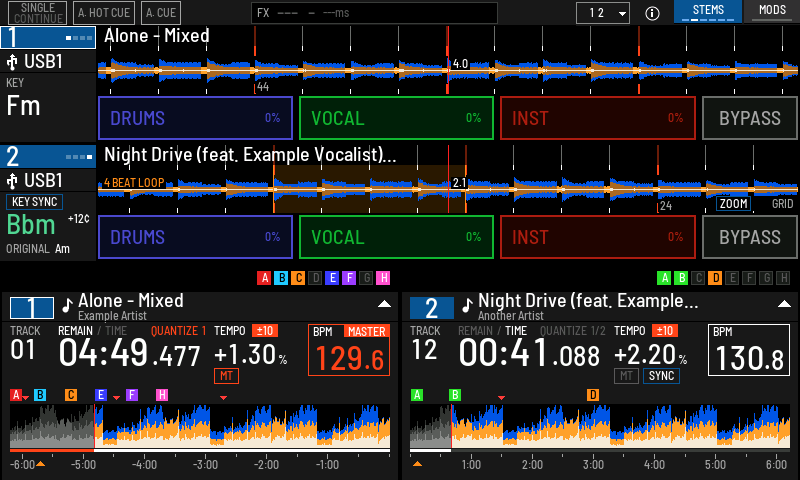 SINGLE CONTINUE A. HOT CUE A. CUE FX --- - ---ms 1 2 STEMS MODS
1 Alone - Mixed
USB1
4.0
44
KEY
Fm
DRUMS 0% VOCAL 0% INST 0% BYPASS
2 Night Drive (feat. Example Vocalist)...
USB1
4 BEAT LOOP 2.1
KEY SYNC
24 ZOOM GRID
Bbm +12¢
ORIGINAL Am
DRUMS 0% VOCAL 0% INST 0% BYPASS
A B C D E F G H A B C D E F G H
1 Alone - Mixed
Example Artist
TRACK REMAIN / TIME QUANTIZE 1 TEMPO ±10 BPM MASTER
01 04:49.477 +1.30% 129.6
MT
A B C E F H
-6:00 -5:00 -4:00 -3:00 -2:00 -1:00
2 Night Drive (feat. Example...
Another Artist
TRACK REMAIN / TIME QUANTIZE 1/2 TEMPO ±10 BPM
12 00:41.088 +2.20% 130.8
MT SYNC
A B D
1:00 2:00 3:00 4:00 5:00 6:00